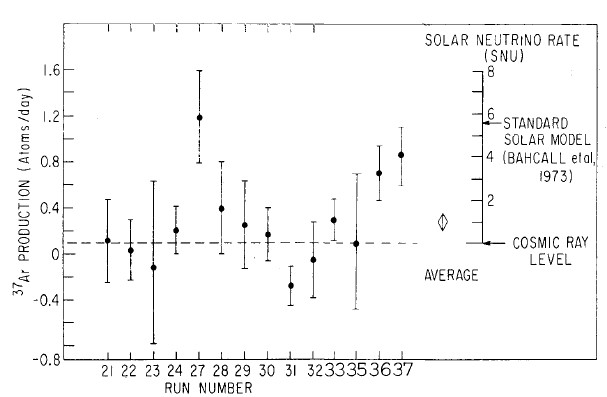 SOLAR NEUTRINO RATE
(SNU)
8
1.6
1.2
6
STANDARD
SOLAR MODEL
(BAHCALL et al,
1973)
0.8
4
0.4
2
0
COSMIC RAY
LEVEL
AVERAGE
-0.4
-0.8
37Ar PRODUCTION (Atoms/day)
21 22 23 24 27 28 29 30 31 32 33 35 36 37
RUN NUMBER